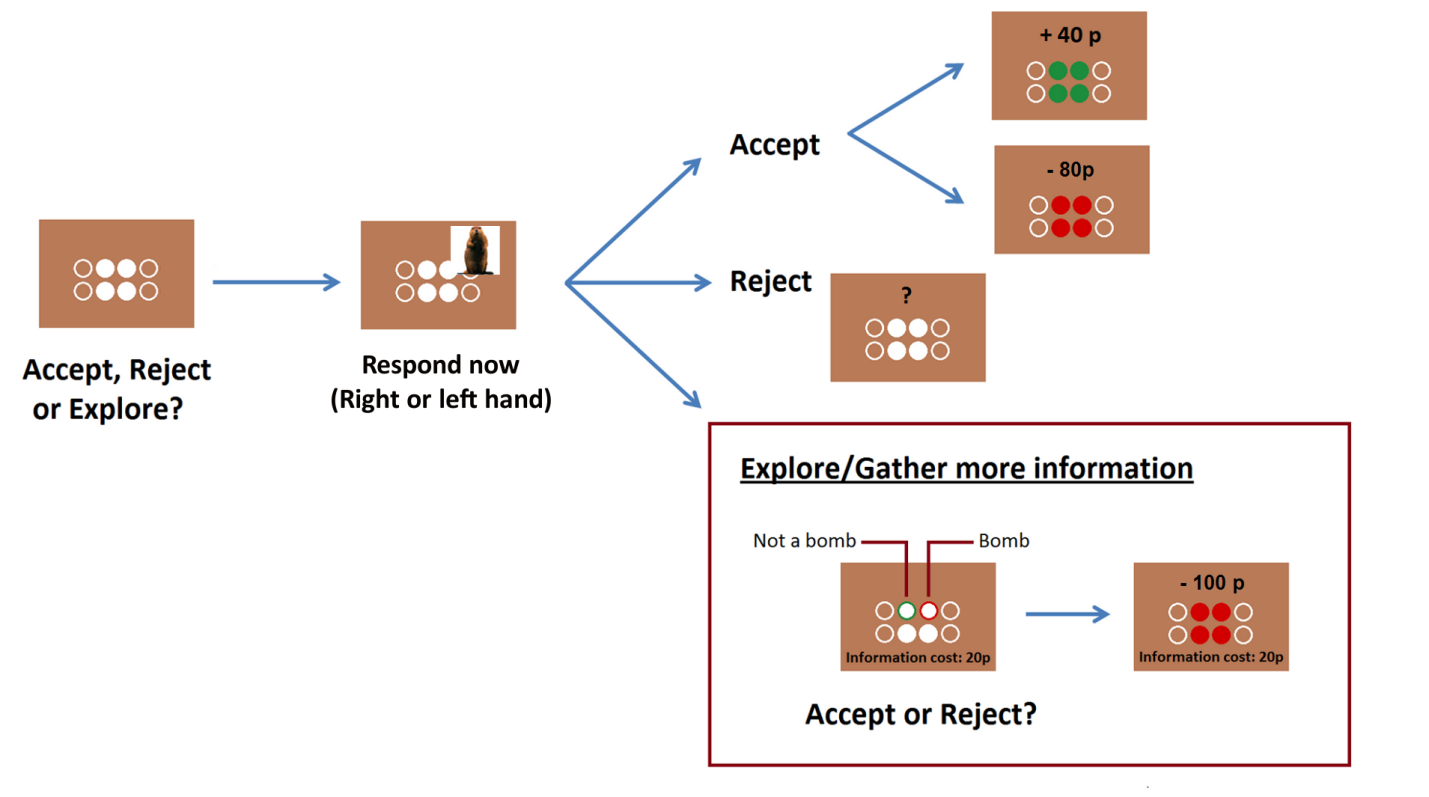 Accept, Reject
or Explore?
Respond now
(Right or left hand)
Accept
+ 40 p
- 80p
Reject
?
Explore/Gather more information
Not a bomb
Bomb
Information cost: 20p
Accept or Reject?
- 100 p
Information cost: 20p